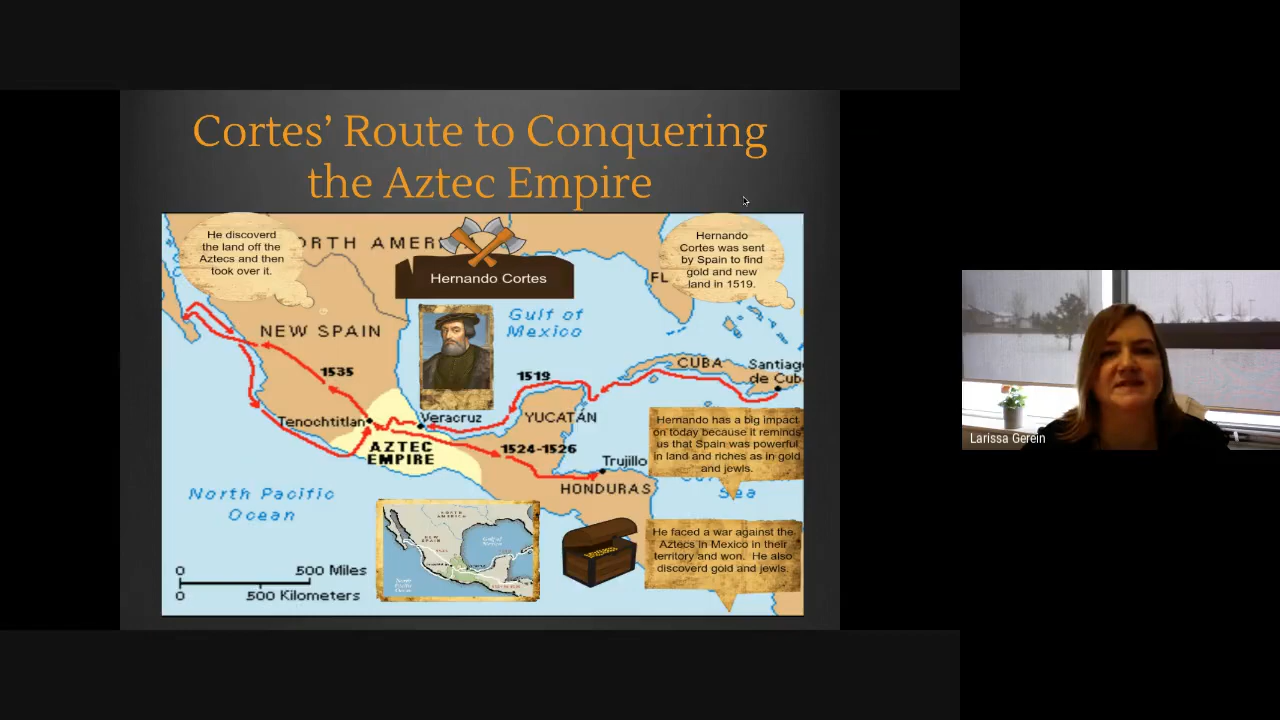 Cortes’ Route to Conquering
the Aztec Empire
He discoverd
the land off the
Aztecs and then
took over it.
ORTH AMER
Hernando Cortes
Hernando
Cortes was sent
by Spain to find
gold and new
land in 1519.
FL
Gulf of
Mexico
NEW SPAIN
1535
1519
CUBA
Santiag
de Cub
Tenochtitlan
Veracruz
YUCATÁN
AZTEC
EMPIRE
1524-1526
Trujillo
HONDURAS
Hernando has a big impact
on today because it reminds
us that Spain was powerful
in land and riches as in gold
and jewls.
Sea
North Pacific
Ocean
He faced a war against the
Aztecs in Mexico in their
territory and won. He also
discoverd gold and jewls.
0 500 Miles
0 500 Kilometers
Larissa Gerein